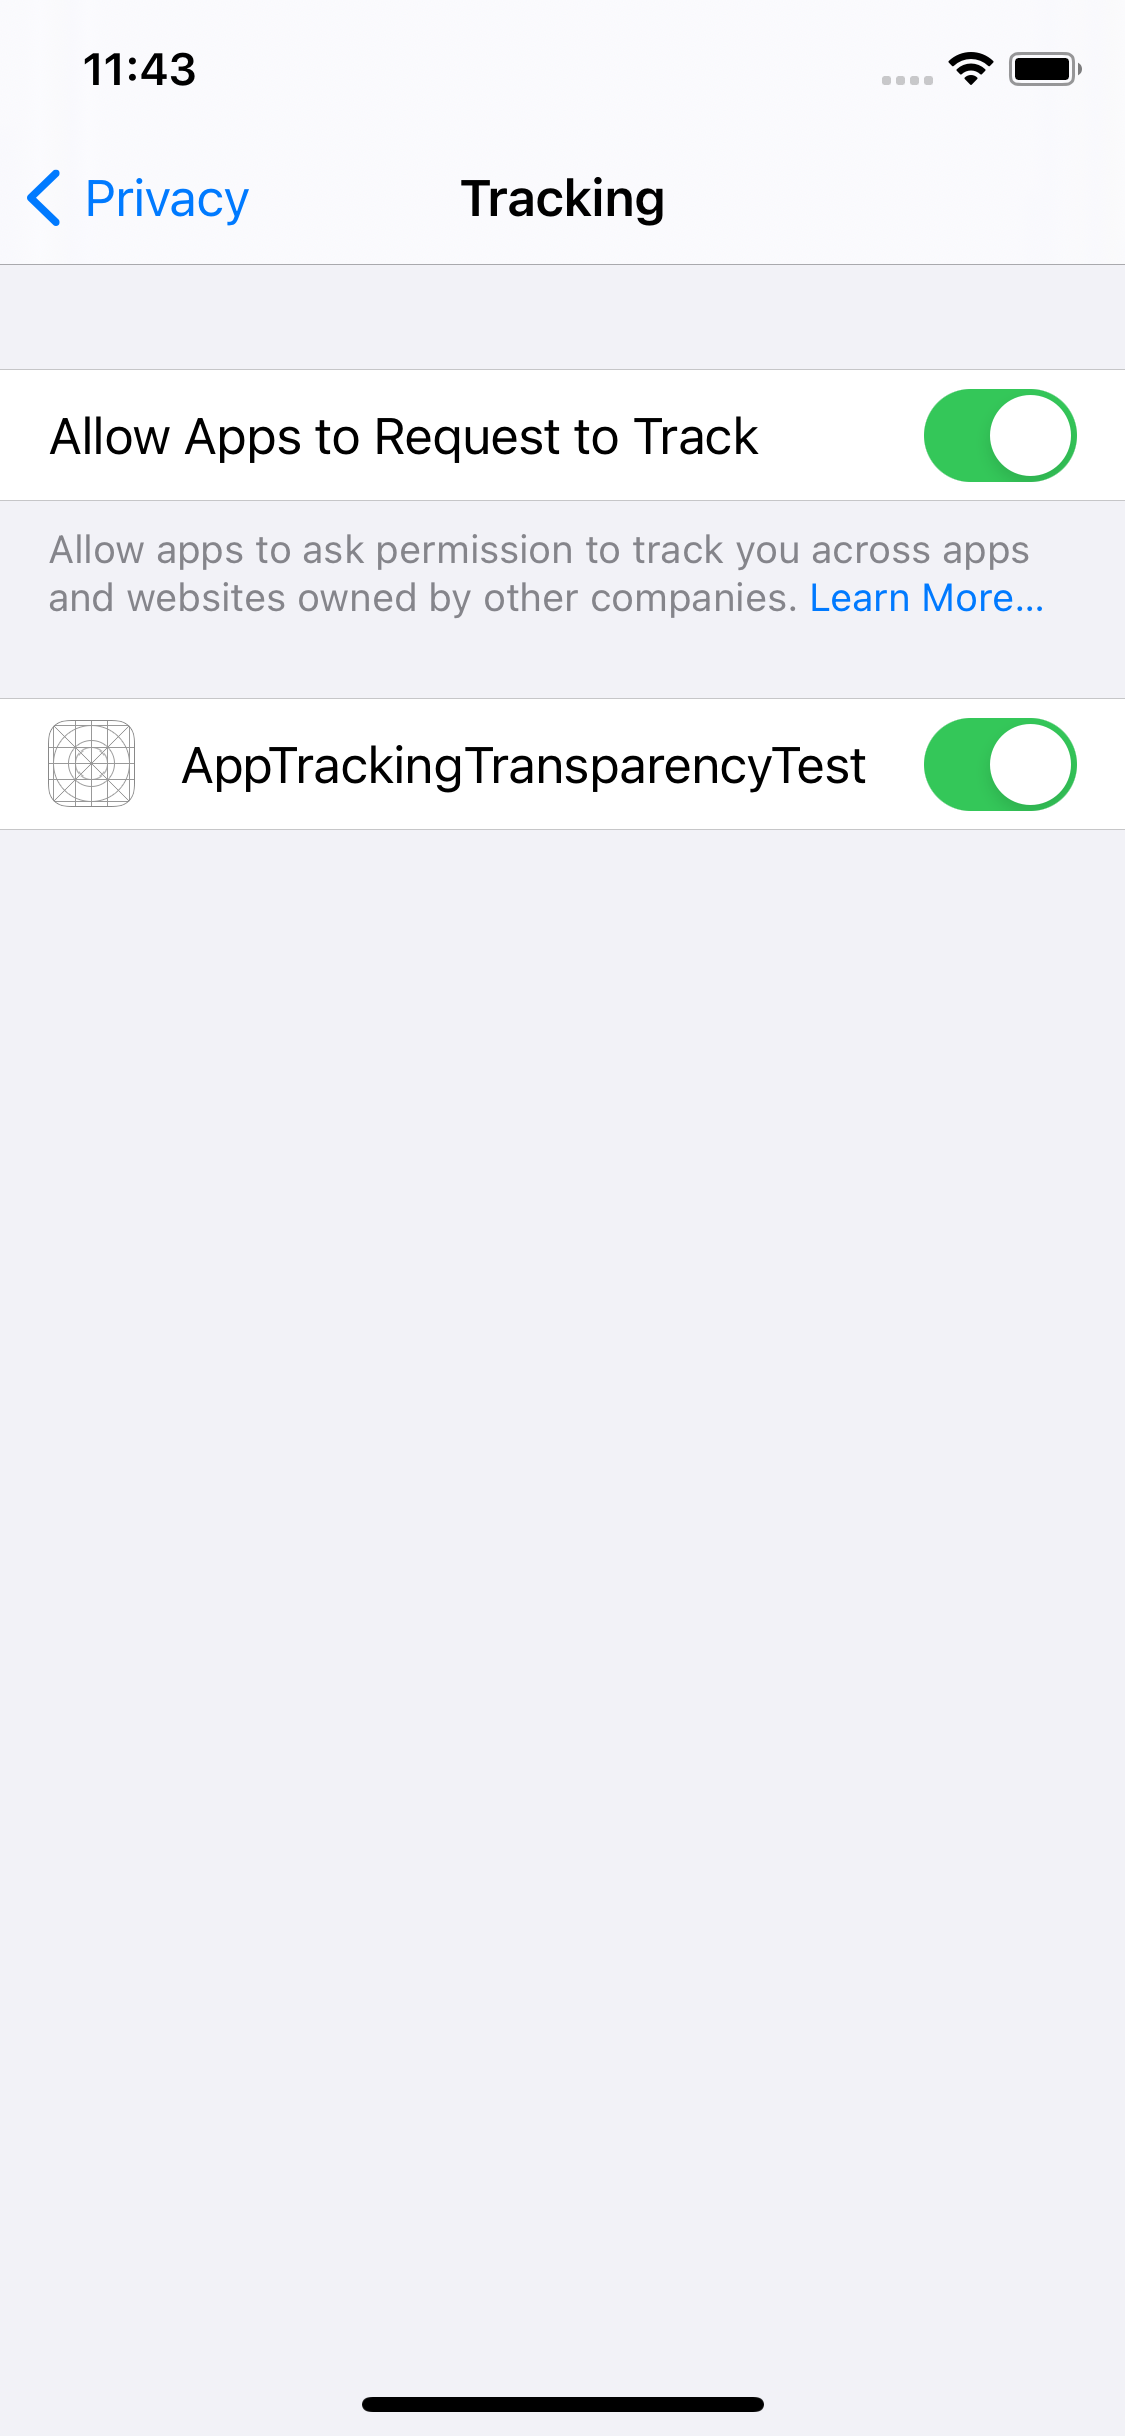 11:43
Privacy
Tracking
Allow Apps to Request to Track
Allow apps to ask permission to track you across apps
and websites owned by other companies. Learn More...
AppTrackingTransparencyTest